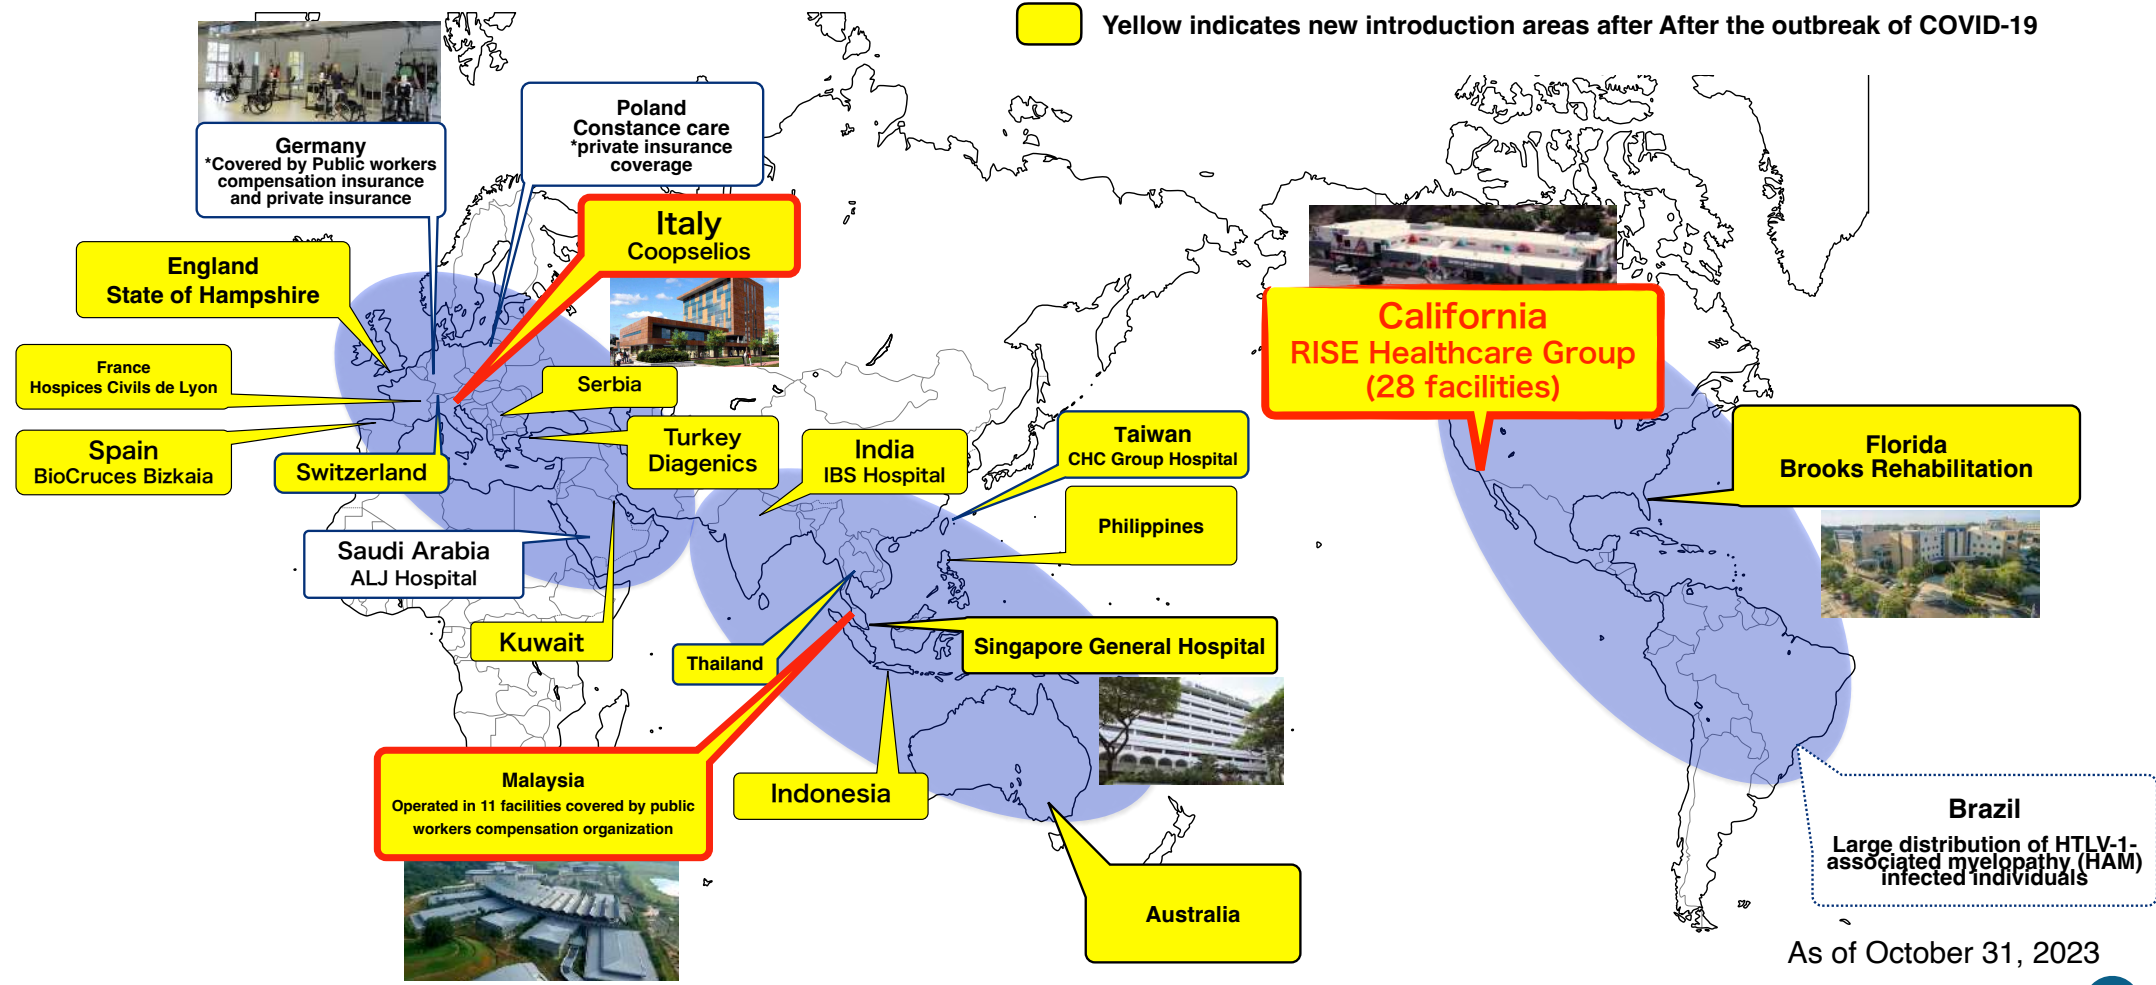 Yellow indicates new introduction areas after After the outbreak of COVID-19
Germany
*Covered by Public workers
compensation insurance
and private insurance
Poland
Constance care
*private insurance
coverage
Italy
Coopselios
England
State of Hampshire
France
Hospices Civils de Lyon
Spain
BioCruces Bizkaia
Switzerland
Serbia
Turkey
Diagenics
India
IBS Hospital
Taiwan
CHC Group Hospital
Philippines
Saudi Arabia
ALJ Hospital
Kuwait
Thailand
Singapore General Hospital
Malaysia
Operated in 11 facilities covered by public
workers compensation organization
Indonesia
Australia
California
RISE Healthcare Group
(28 facilities)
Florida
Brooks Rehabilitation
Brazil
Large distribution of HTLV-1-
associated myelopathy (HAM)
infected individuals
As of October 31, 2023